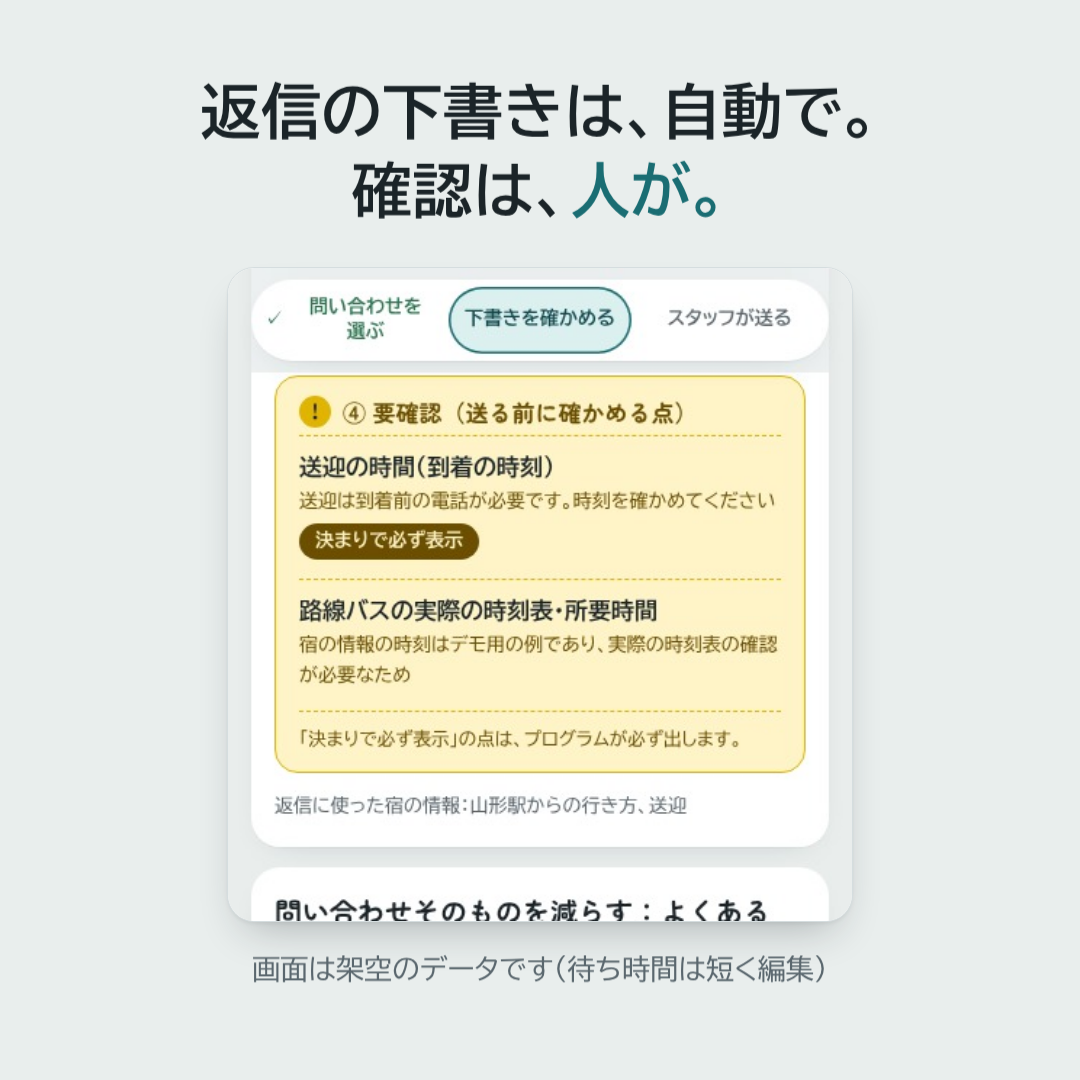 返信の下書きは、自動で。
確認は、人が。
✓ 問い合わせを
選ぶ
下書きを確かめる
スタッフが送る
! ④ 要確認（送る前に確かめる点）
送迎の時間（到着の時刻）
送迎は到着前の電話が必要です。時刻を確かめてください
決まりで必ず表示
路線バスの実際の時刻表・所要時間
宿の情報の時刻はデモ用の例であり、実際の時刻表の確認
が必要なため
「決まりで必ず表示」の点は、プログラムが必ず出します。
返信に使った宿の情報：山形駅からの行き方、送迎
問い合わせそのものを減らす：よくある
画面は架空のデータです（待ち時間は短く編集）